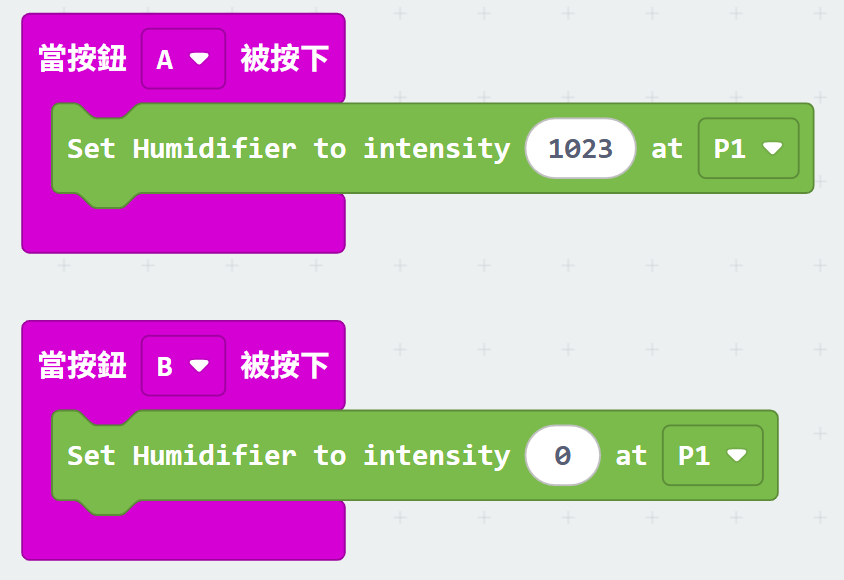 當按鈕 A 被按下
Set Humidifier to intensity 1023 at P1
當按鈕 B 被按下
Set Humidifier to intensity 0 at P1